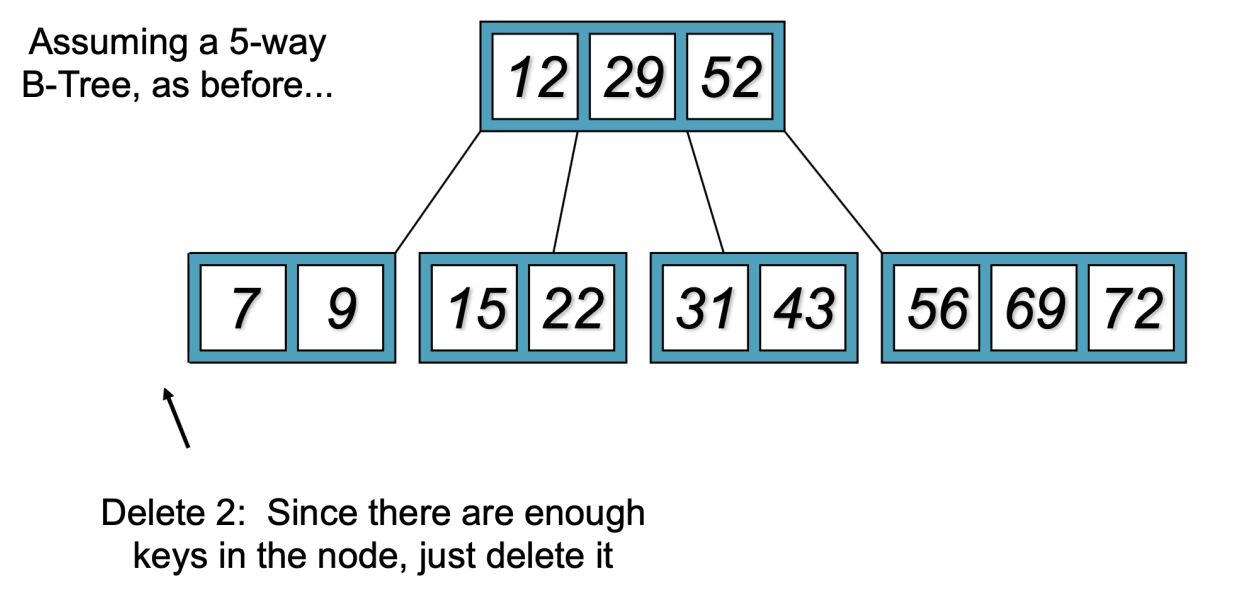 Assuming a 5-way
B-Tree, as before...
12 29 52
7 9 15 22 31 43 56 69 72
Delete 2:  Since there are enough
keys in the node, just delete it